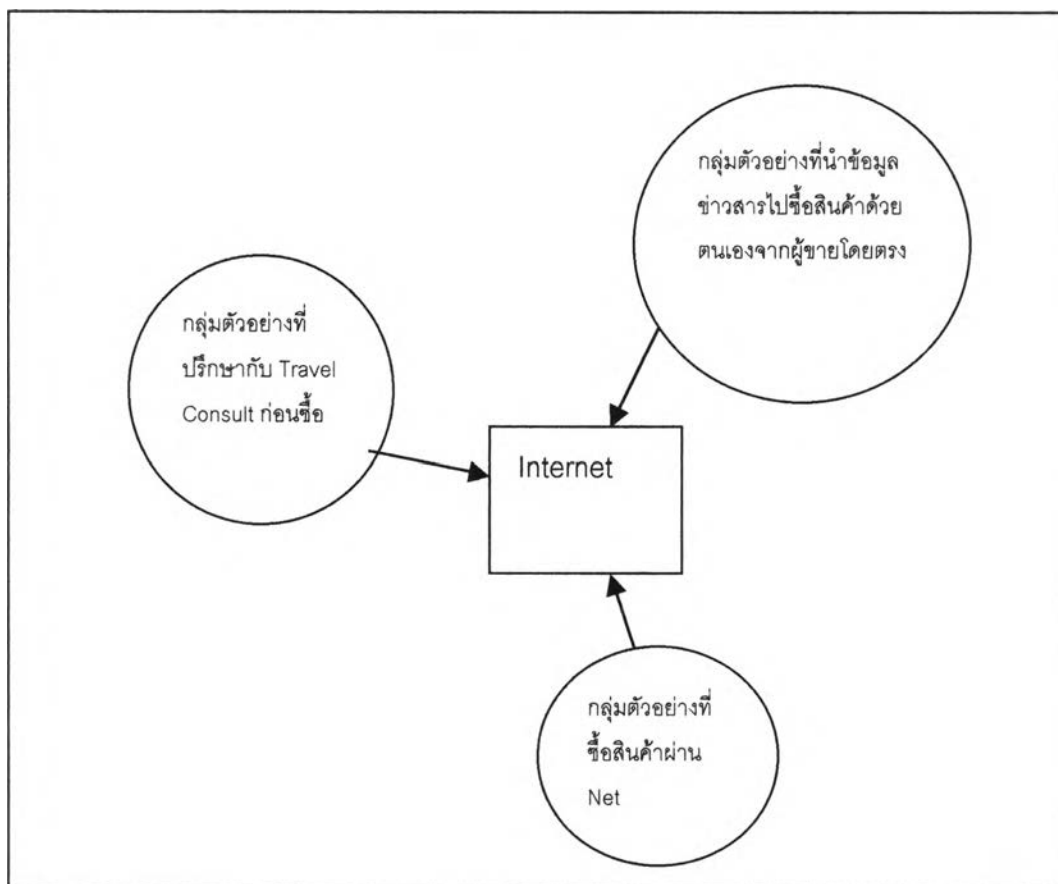 กลุ่มตัวอย่างที่นำข้อมูล
ข่าวสารไปซื้อสินค้าด้วย
ตนเองจากผู้ขายโดยตรง
กลุ่มตัวอย่างที่
ปรึกษากับ Travel
Consult ก่อนซื้อ
Internet
กลุ่มตัวอย่างที่
ซื้อสินค้าผ่าน
Net